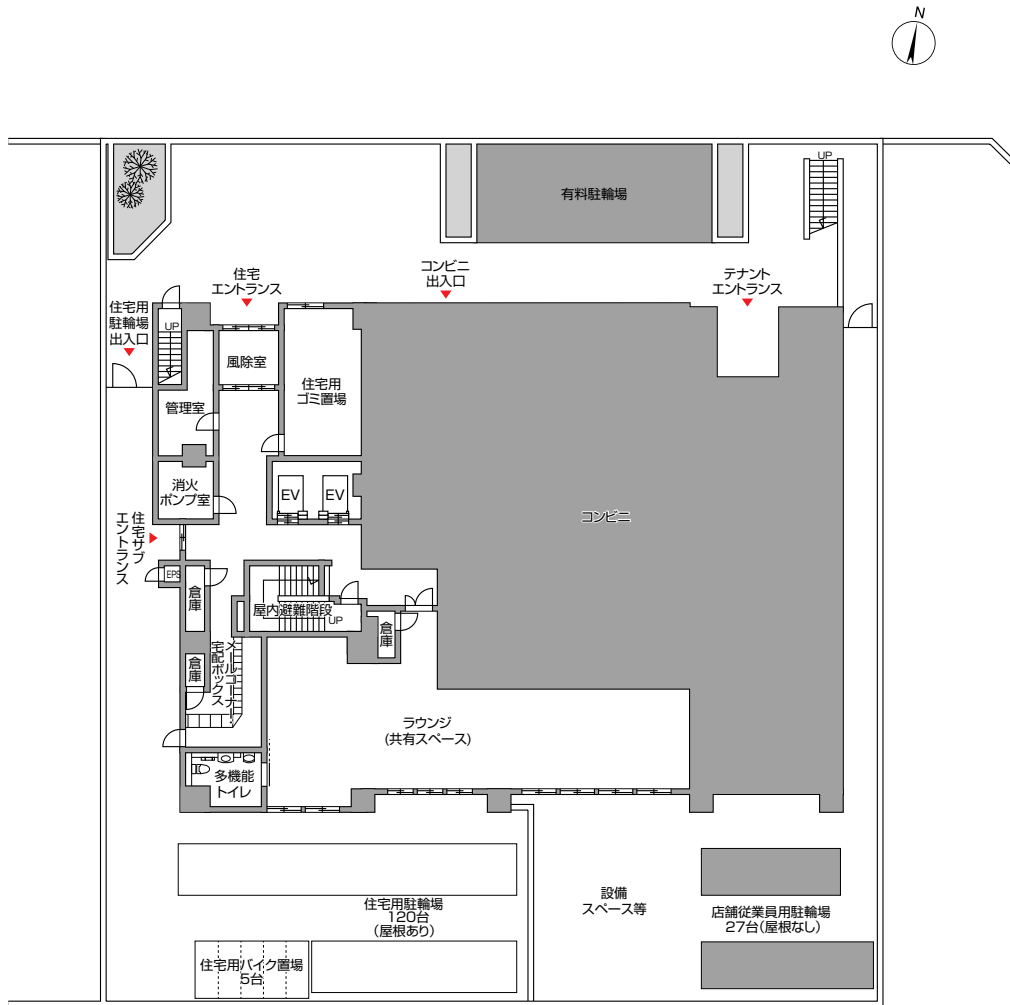 N
UP
有料駐輪場
住宅
エントランス
コンビニ
出入口
テナント
エントランス
住宅用
駐輪場
出入口
UP
風除室
住宅用
ゴミ置場
管理室
消火
ポンプ室
EV
EV
コンビニ
住宅サブ
エントランス
EPS
倉庫
屋内避難階段
UP
倉庫
倉庫
メールコーナー
宅配ボックス
ラウンジ
(共有スペース)
多機能
トイレ
住宅用駐輪場
120台
(屋根あり)
設備
スペース等
店舗従業員用駐輪場
27台(屋根なし)
住宅用バイク置場
5台